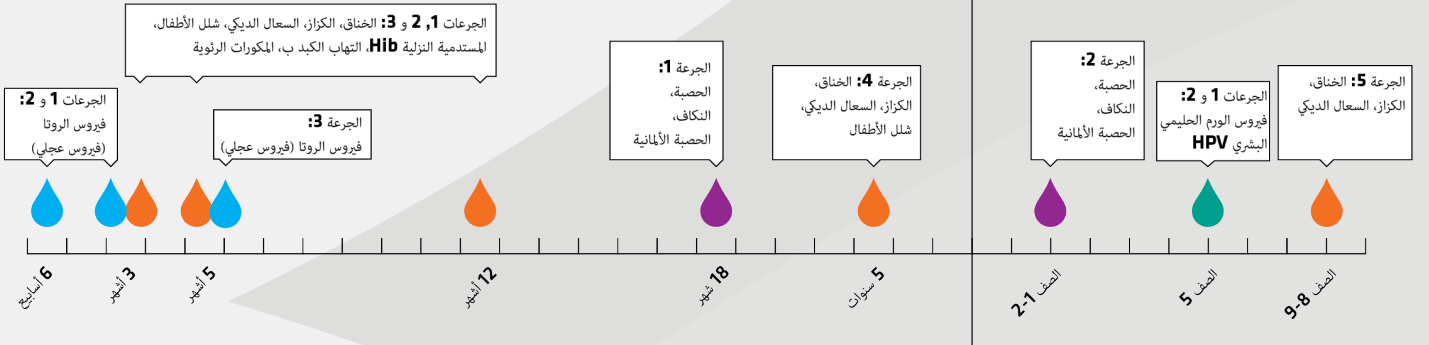 الجرعات 1, 2 و 3: الخناق، الكزاز، السعال الديكي، شلل الأطفال،
المستدمية النزلية Hib، التهاب الكبد ب، المكورات الرئوية
الجرعات 1 و 2:
فيروس الروتا
(فيروس عجلي)
الجرعة 3:
فيروس الروتا (فيروس عجلي)
الجرعة 1:
الحصبة،
النكاف،
الحصبة الألمانية
الجرعة 4: الخناق،
الكزاز، السعال الديكي،
شلل الأطفال
الجرعة 2:
الحصبة،
النكاف،
الحصبة الألمانية
الجرعات 1 و 2:
فيروس الورم الحليمي
البشري HPV
الجرعة 5: الخناق،
الكزاز، السعال الديكي
6 أسابيع
3 أشهر
5 أشهر
12 أشهر
18 شهر
5 سنوات
الصف 1-2
الصف 5
الصف 8-9